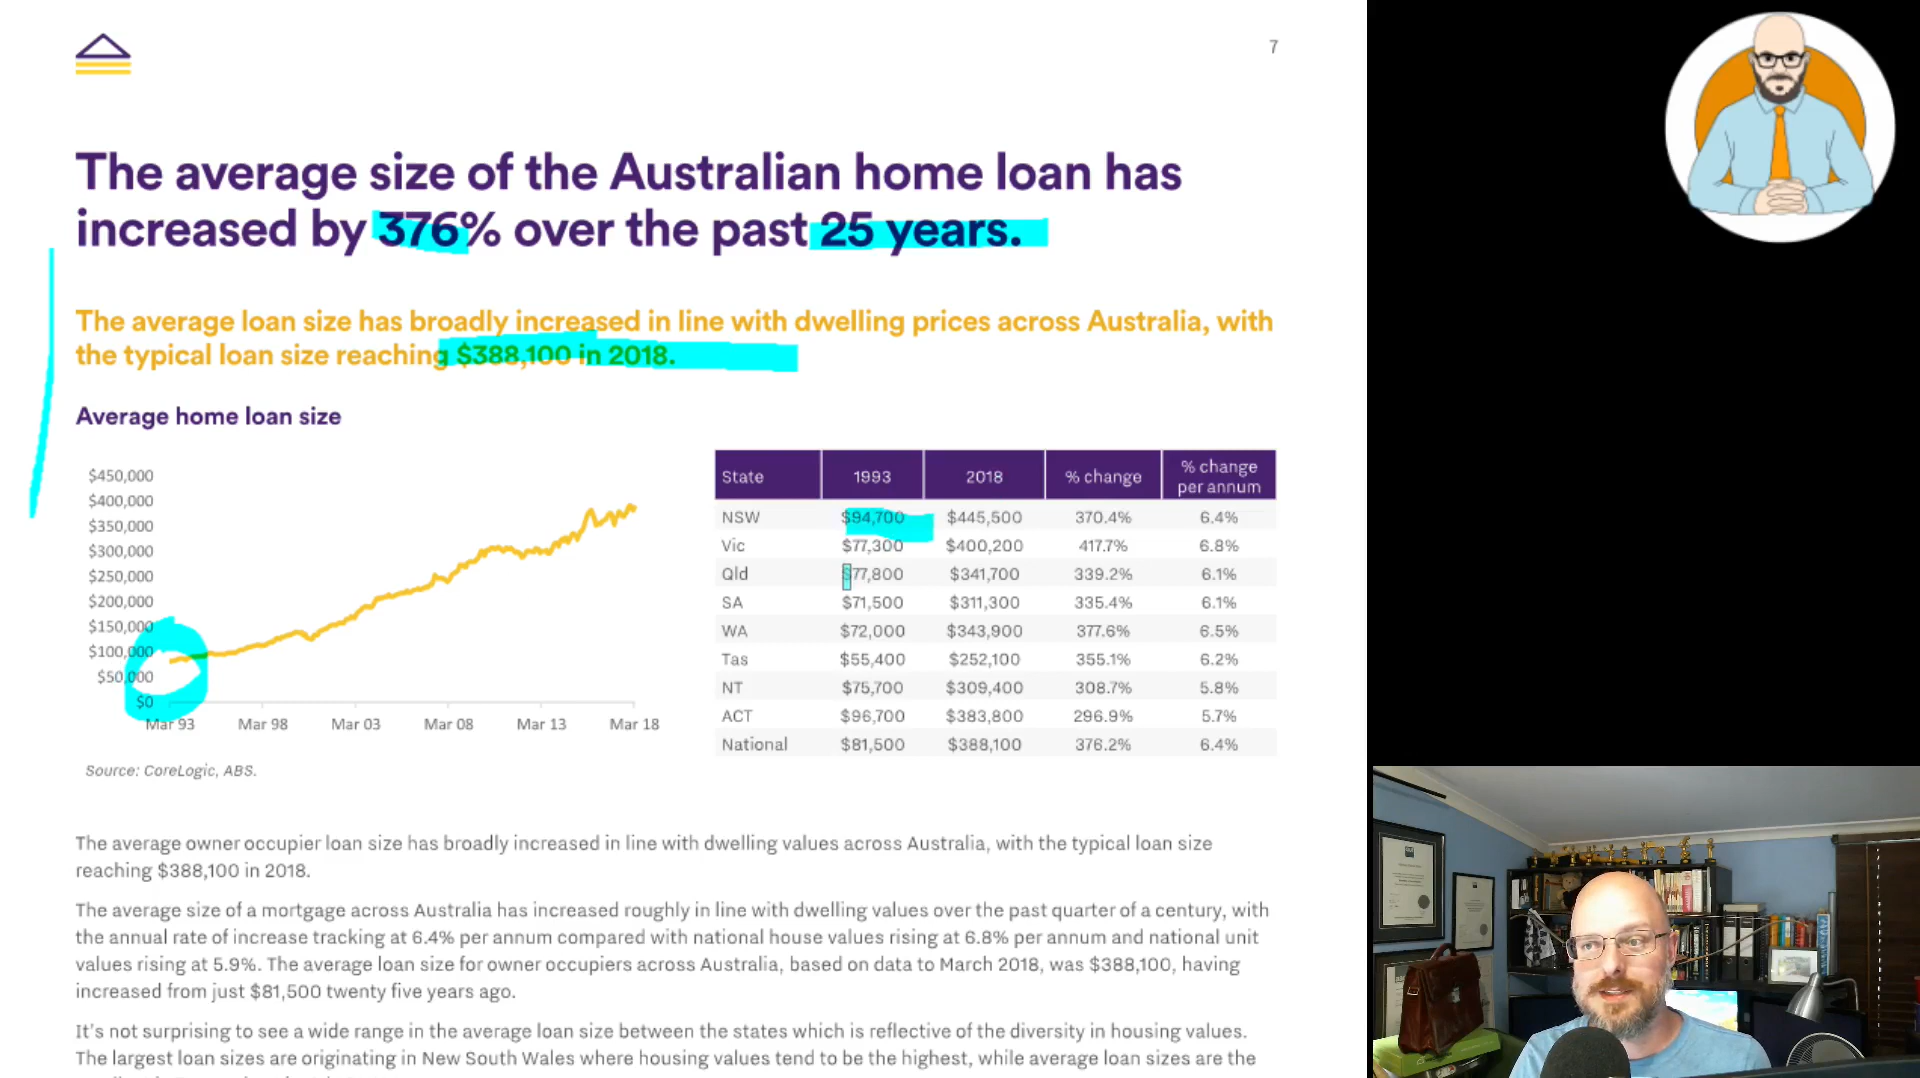 7
The average size of the Australian home loan has
increased by 376% over the past 25 years.
The average loan size has broadly increased in line with dwelling prices across Australia, with
the typical loan size reaching $388,100 in 2018.
Average home loan size
$450,000
$400,000
$350,000
$300,000
$250,000
$200,000
$150,000
$100,000
$50,000
$0
Mar 93 Mar 98 Mar 03 Mar 08 Mar 13 Mar 18
Source: CoreLogic, ABS.
State 1993 2018 % change % change per annum
NSW $94,700 $445,500 370.4% 6.4%
Vic $77,300 $400,200 417.7% 6.8%
Qld $77,800 $341,700 339.2% 6.1%
SA $71,500 $311,300 335.4% 6.1%
WA $72,000 $343,900 377.6% 6.5%
Tas $55,400 $252,100 355.1% 6.2%
NT $75,700 $309,400 308.7% 5.8%
ACT $96,700 $383,800 296.9% 5.7%
National $81,500 $388,100 376.2% 6.4%
The average owner occupier loan size has broadly increased in line with dwelling values across Australia, with the typical loan size
reaching $388,100 in 2018.
The average size of a mortgage across Australia has increased roughly in line with dwelling values over the past quarter of a century, with
the annual rate of increase tracking at 6.4% per annum compared with national house values rising at 6.8% per annum and national unit
values rising at 5.9%. The average loan size for owner occupiers across Australia, based on data to March 2018, was $388,100, having
increased from just $81,500 twenty five years ago.
It's not surprising to see a wide range in the average loan size between the states which is reflective of the diversity in housing values.
The largest loan sizes are originating in New South Wales where housing values tend to be the highest, while average loan sizes are the